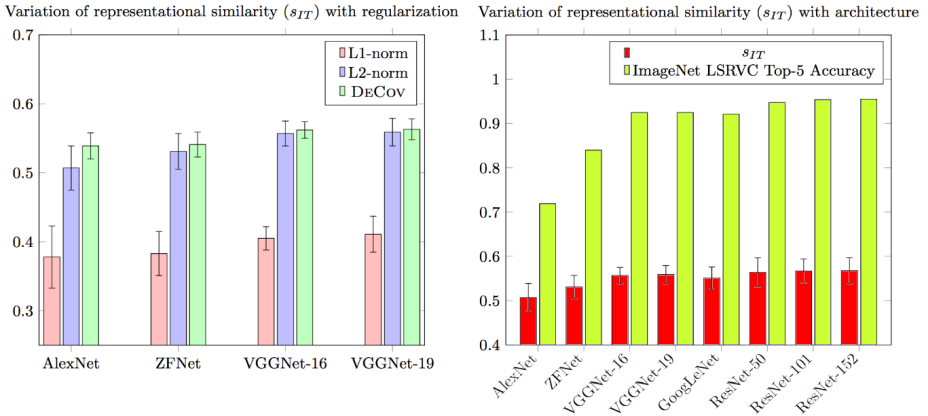 Variation of representational similarity (s_IT) with regularization
0.7
0.6
0.5
0.4
0.3
L1-norm
L2-norm
DECOV
AlexNet
ZFNet
VGGNet-16
VGGNet-19
Variation of representational similarity (s_IT) with architecture
1.1
1
0.9
0.8
0.7
0.6
0.5
0.4
s_IT
ImageNet LSRVC Top-5 Accuracy
AlexNet
ZFNet
VGGNet-16
VGGNet-19
GoogLeNet
ResNet-50
ResNet-101
ResNet-152